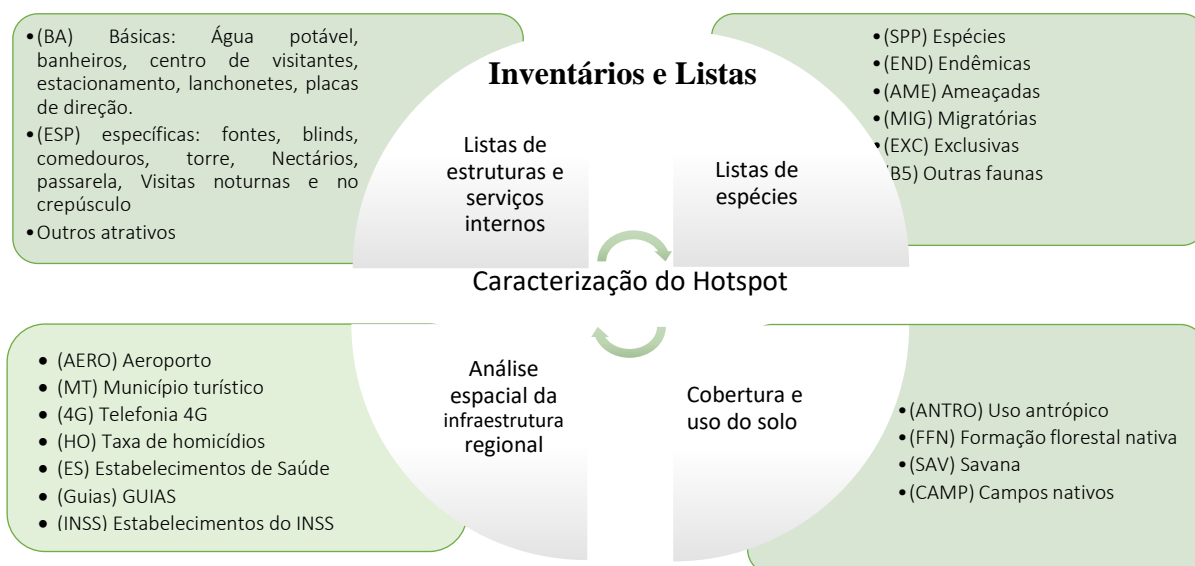 •(BA) Básicas: Água potável,
banheiros, centro de visitantes,
estacionamento, lanchonetes, placas
de direção.
•(ESP) específicas: fontes, blinds,
comedouros, torre, Nectários,
passarela, Visitas noturnas e no
crepúsculo
•Outros atrativos
Inventários e Listas
Listas de
estruturas e
serviços
internos
Listas de
espécies
•(SPP) Espécies
•(END) Endêmicas
•(AME) Ameaçadas
•(MIG) Migratórias
•(EXC) Exclusivas
(B5) Outras faunas
Caracterização do Hotspot
• (AERO) Aeroporto
• (MT) Município turístico
• (4G) Telefonia 4G
• (HO) Taxa de homicídios
• (ES) Estabelecimentos de Saúde
• (Guias) GUIAS
• (INSS) Estabelecimentos do INSS
Análise
espacial da
infraestrutura
regional
Cobertura e
uso do solo
•(ANTRO) Uso antrópico
•(FFN) Formação florestal nativa
•(SAV) Savana
•(CAMP) Campos nativos